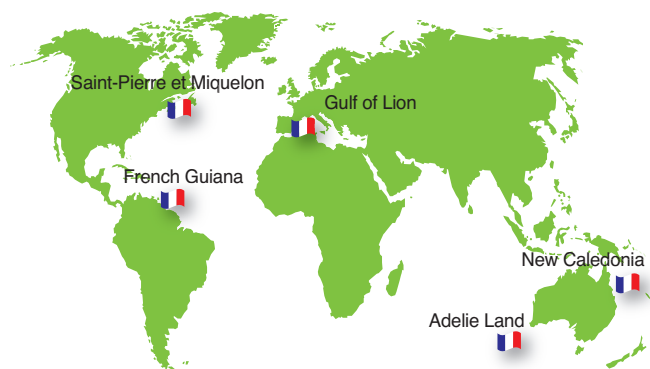 Saint-Pierre et Miquelon
Gulf of Lion
French Guiana
New Caledonia
Adelie Land